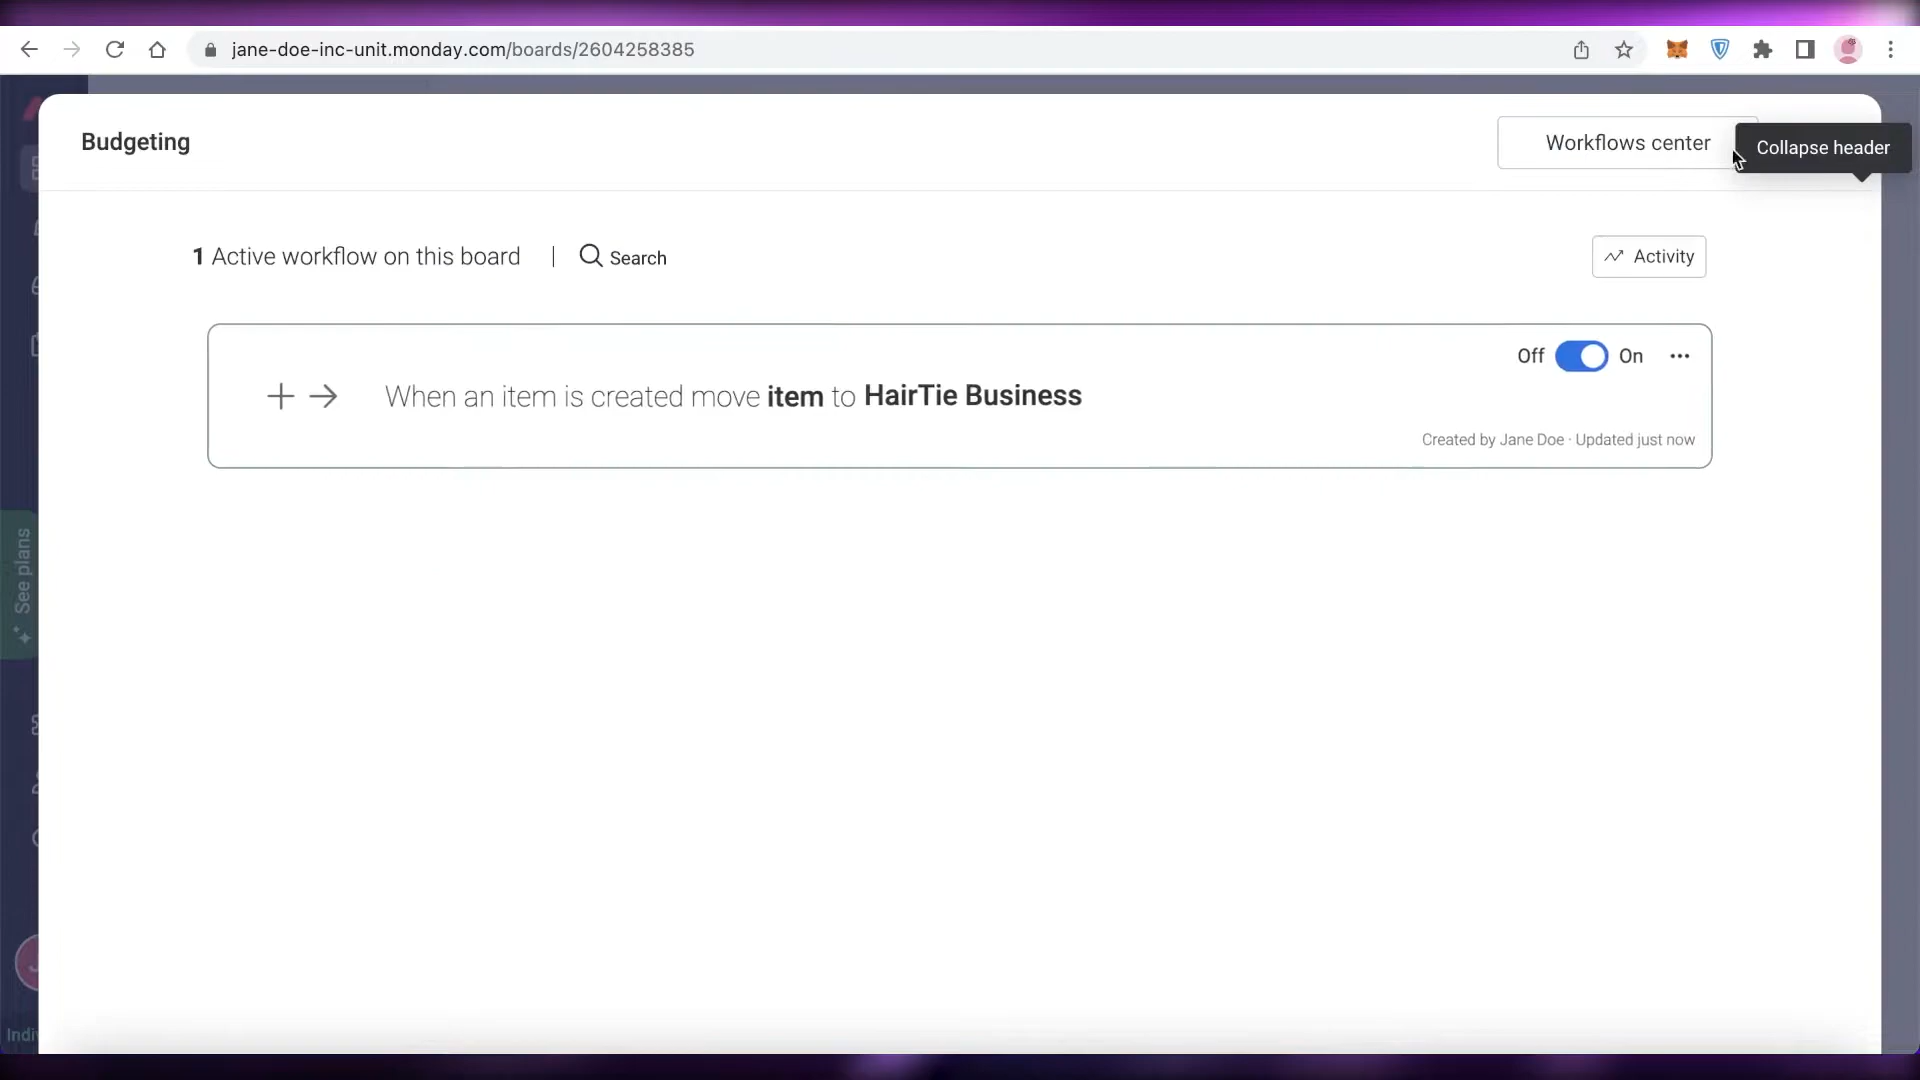 jane-doe-inc-unit.monday.com/boards/2604258385
Budgeting
Workflows center
Collapse header
1 Active workflow on this board
Search
Activity
Off
On
When an item is created move item to HairTie Business
Created by Jane Doe · Updated just now
See plans
Indiv